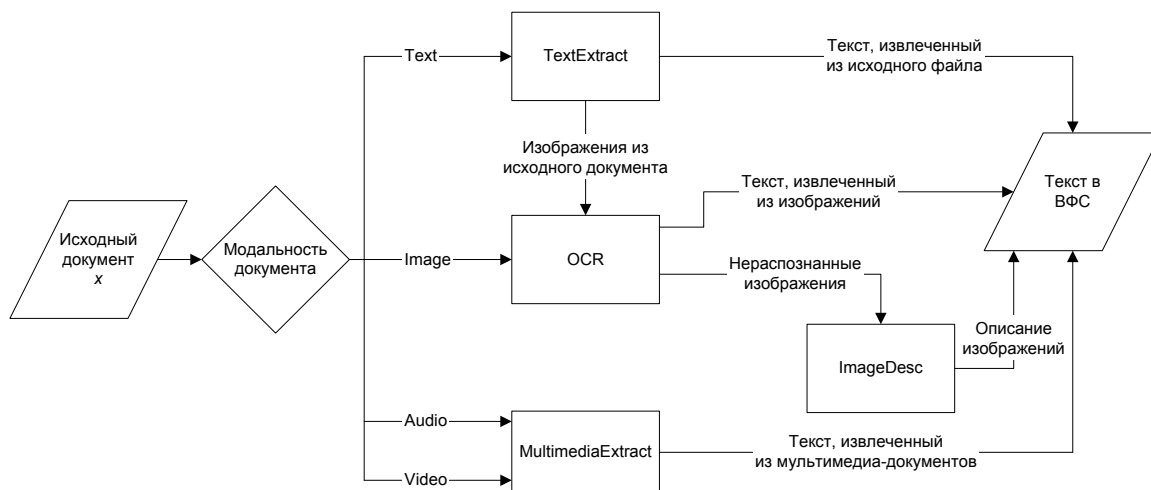 Text
TextExtract
Текст, извлеченный
из исходного файла
Изображения из
исходного документа
Текст, извлеченный
из изображений
Текст в
ВФС
Исходный
документ
x
Модальность
документа
Image
OCR
Нераспознанные
изображения
ImageDesc
Описание
изображений
Audio
Video
MultimediaExtract
Текст, извлеченный
из мультимедиа-документов